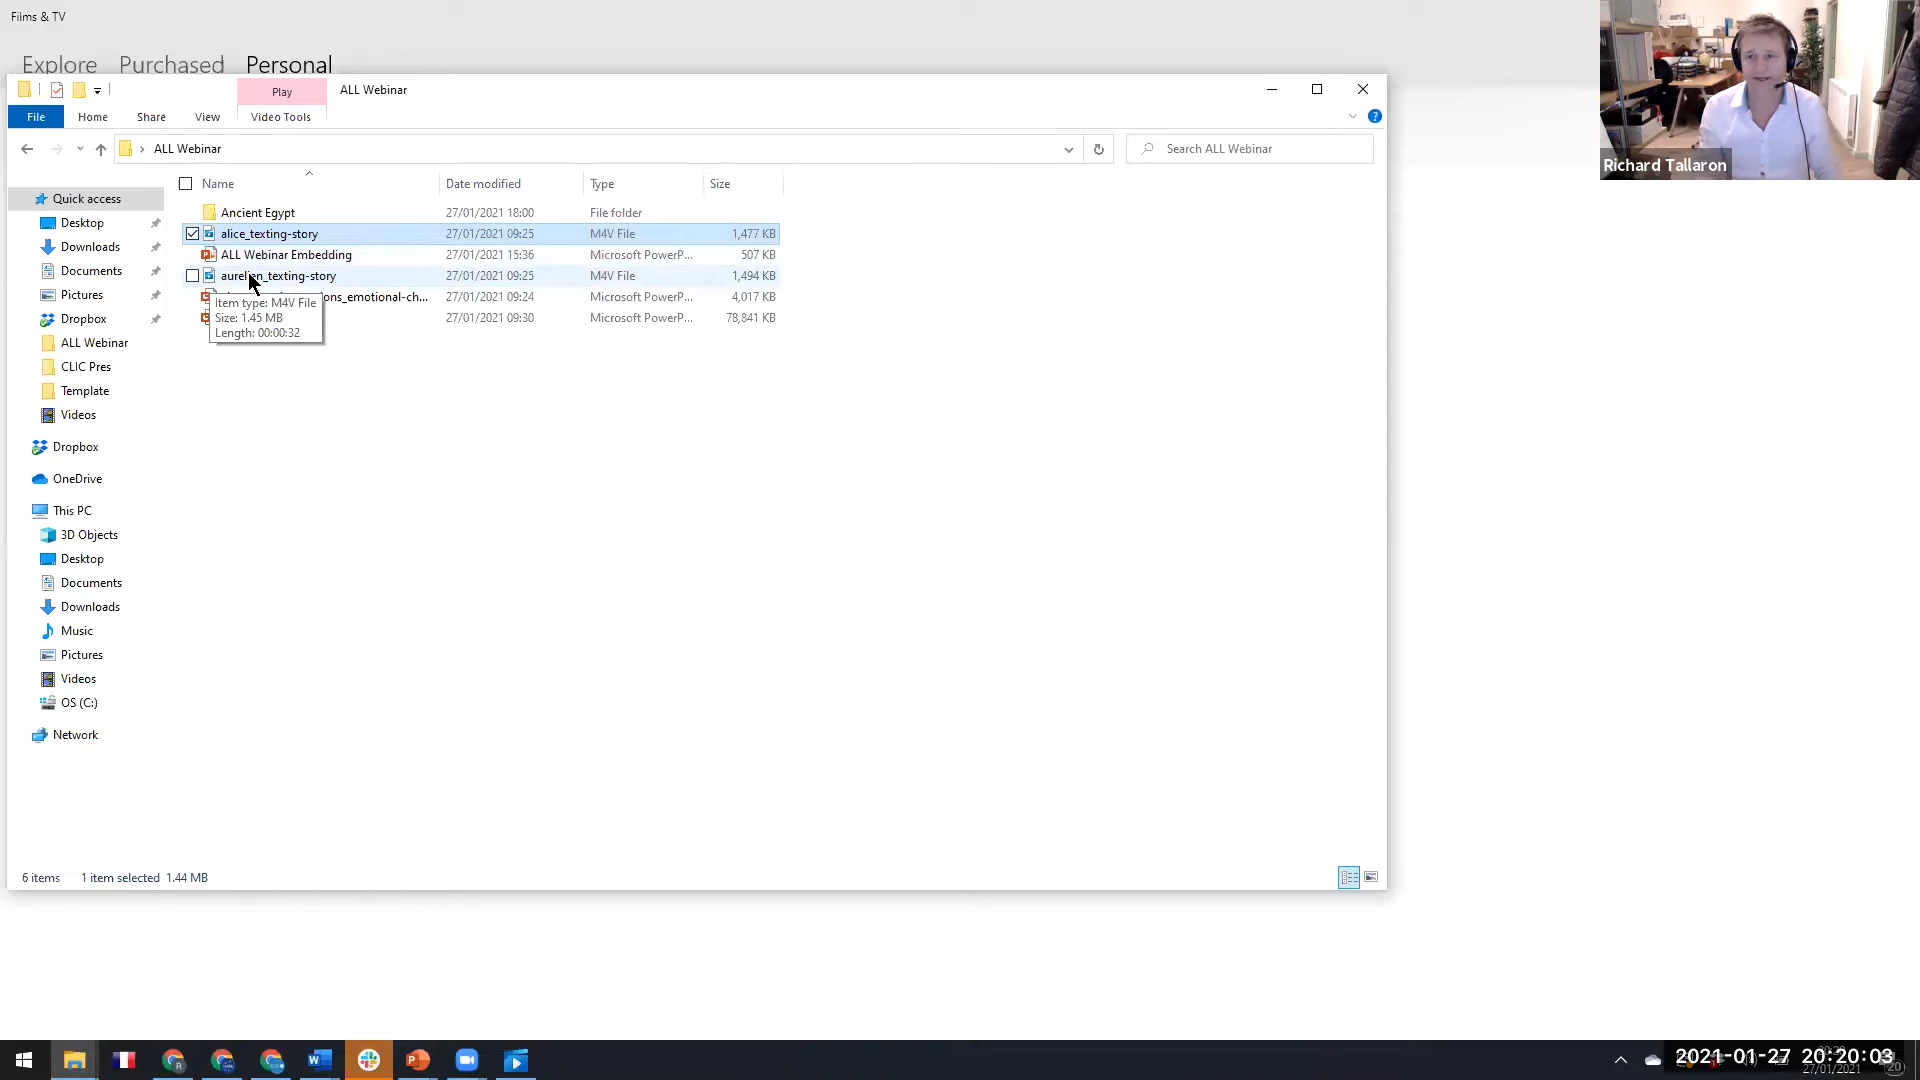 Films & TV
Explore Purchased Personal
Play ALL Webinar
File Home Share View Video Tools
ALL Webinar Search ALL Webinar
Name Date modified Type Size
Quick access
Desktop
Downloads
Documents
Pictures
Dropbox
ALL Webinar
CLIC Pres
Template
Videos
Dropbox
OneDrive
This PC
3D Objects
Desktop
Documents
Downloads
Music
Pictures
Videos
OS (C:)
Network
Ancient Egypt 27/01/2021 18:00 File folder
alice_texting-story 27/01/2021 09:25 M4V File 1,477 KB
ALL Webinar Embedding 27/01/2021 15:36 Microsoft PowerP... 507 KB
aurelien_texting-story 27/01/2021 09:25 M4V File 1,494 KB
ons_emotional-ch... 27/01/2021 09:24 Microsoft PowerP... 4,017 KB
27/01/2021 09:30 Microsoft PowerP... 78,841 KB
Item type: M4V File
Size: 1.45 MB
Length: 00:00:32
6 items 1 item selected 1.44 MB
Richard Tallaron
2021-01-27 20:20:03
27/01/2021
20